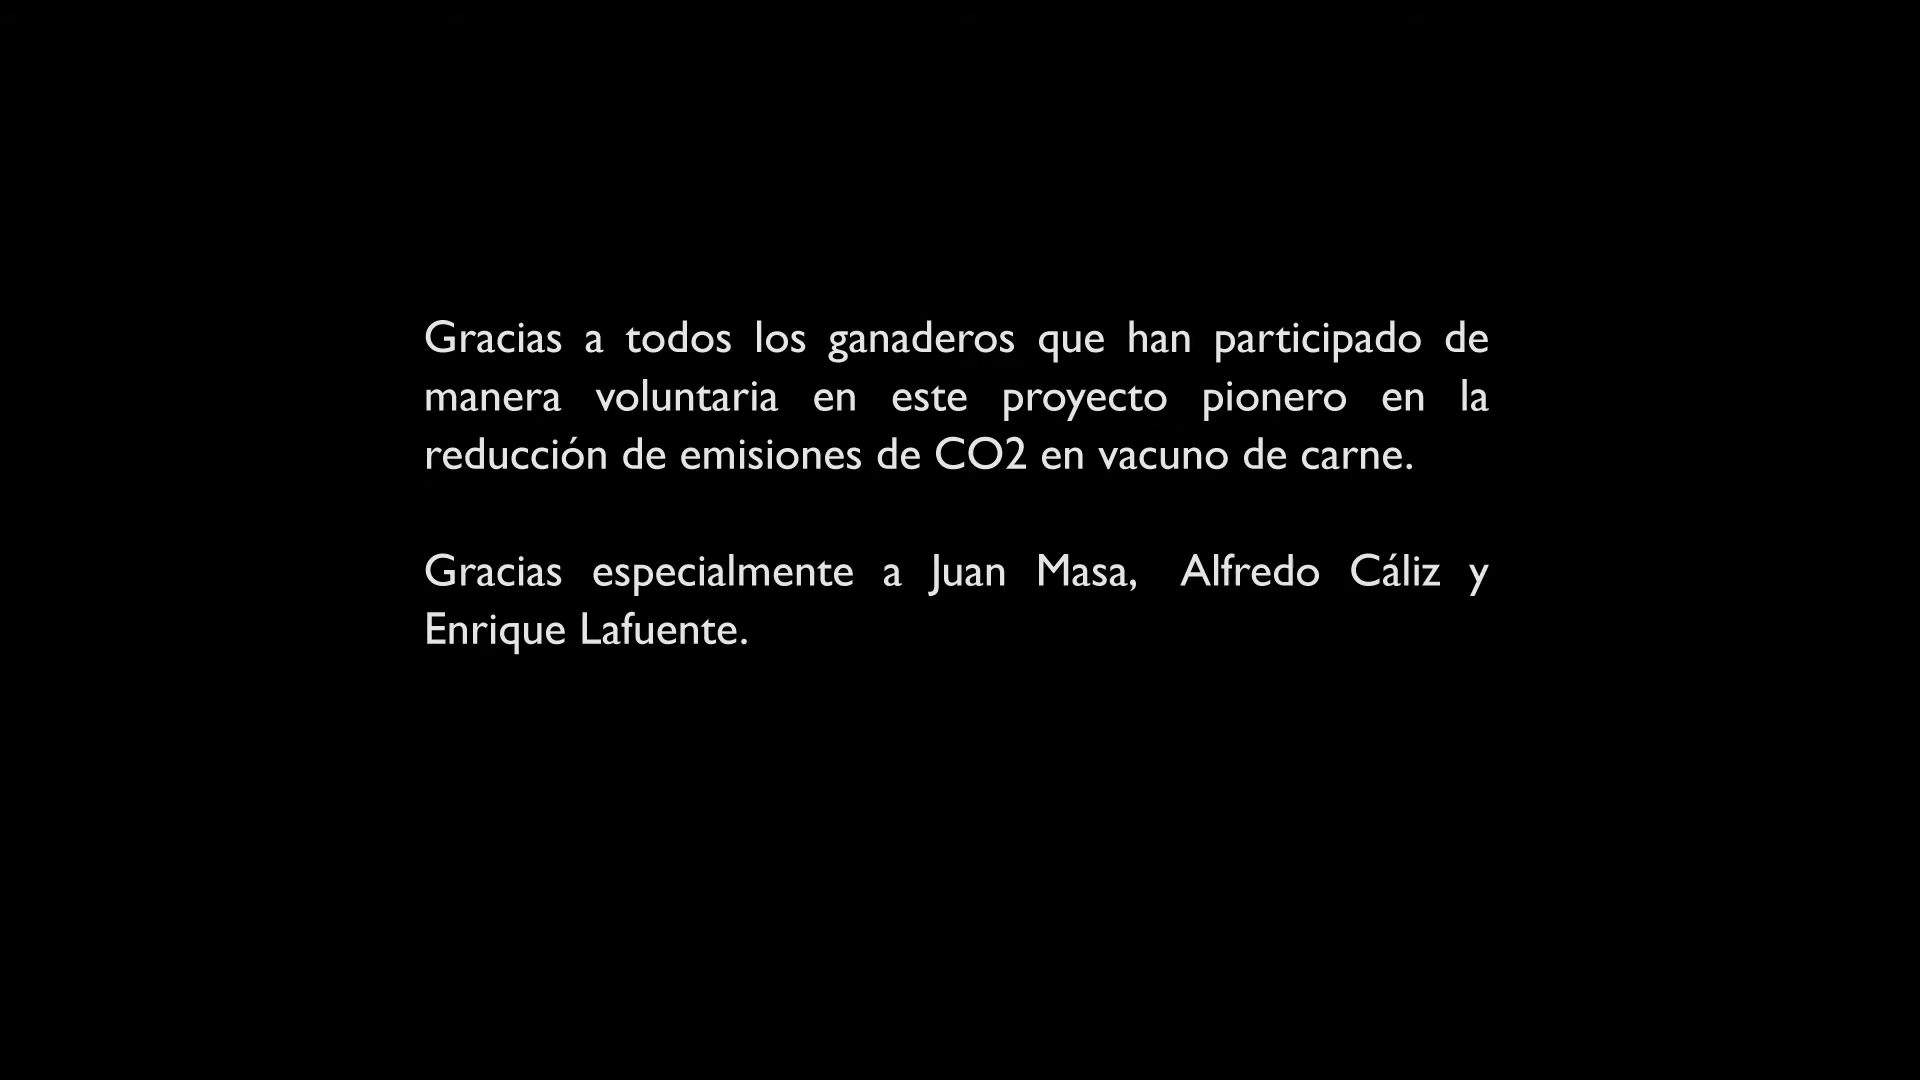 Gracias a todos los ganaderos que han participado de
manera voluntaria en este proyecto pionero en la
reducción de emisiones de CO2 en vacuno de carne.
Gracias especialmente a Juan Masa, Alfredo Cáliz y
Enrique Lafuente.